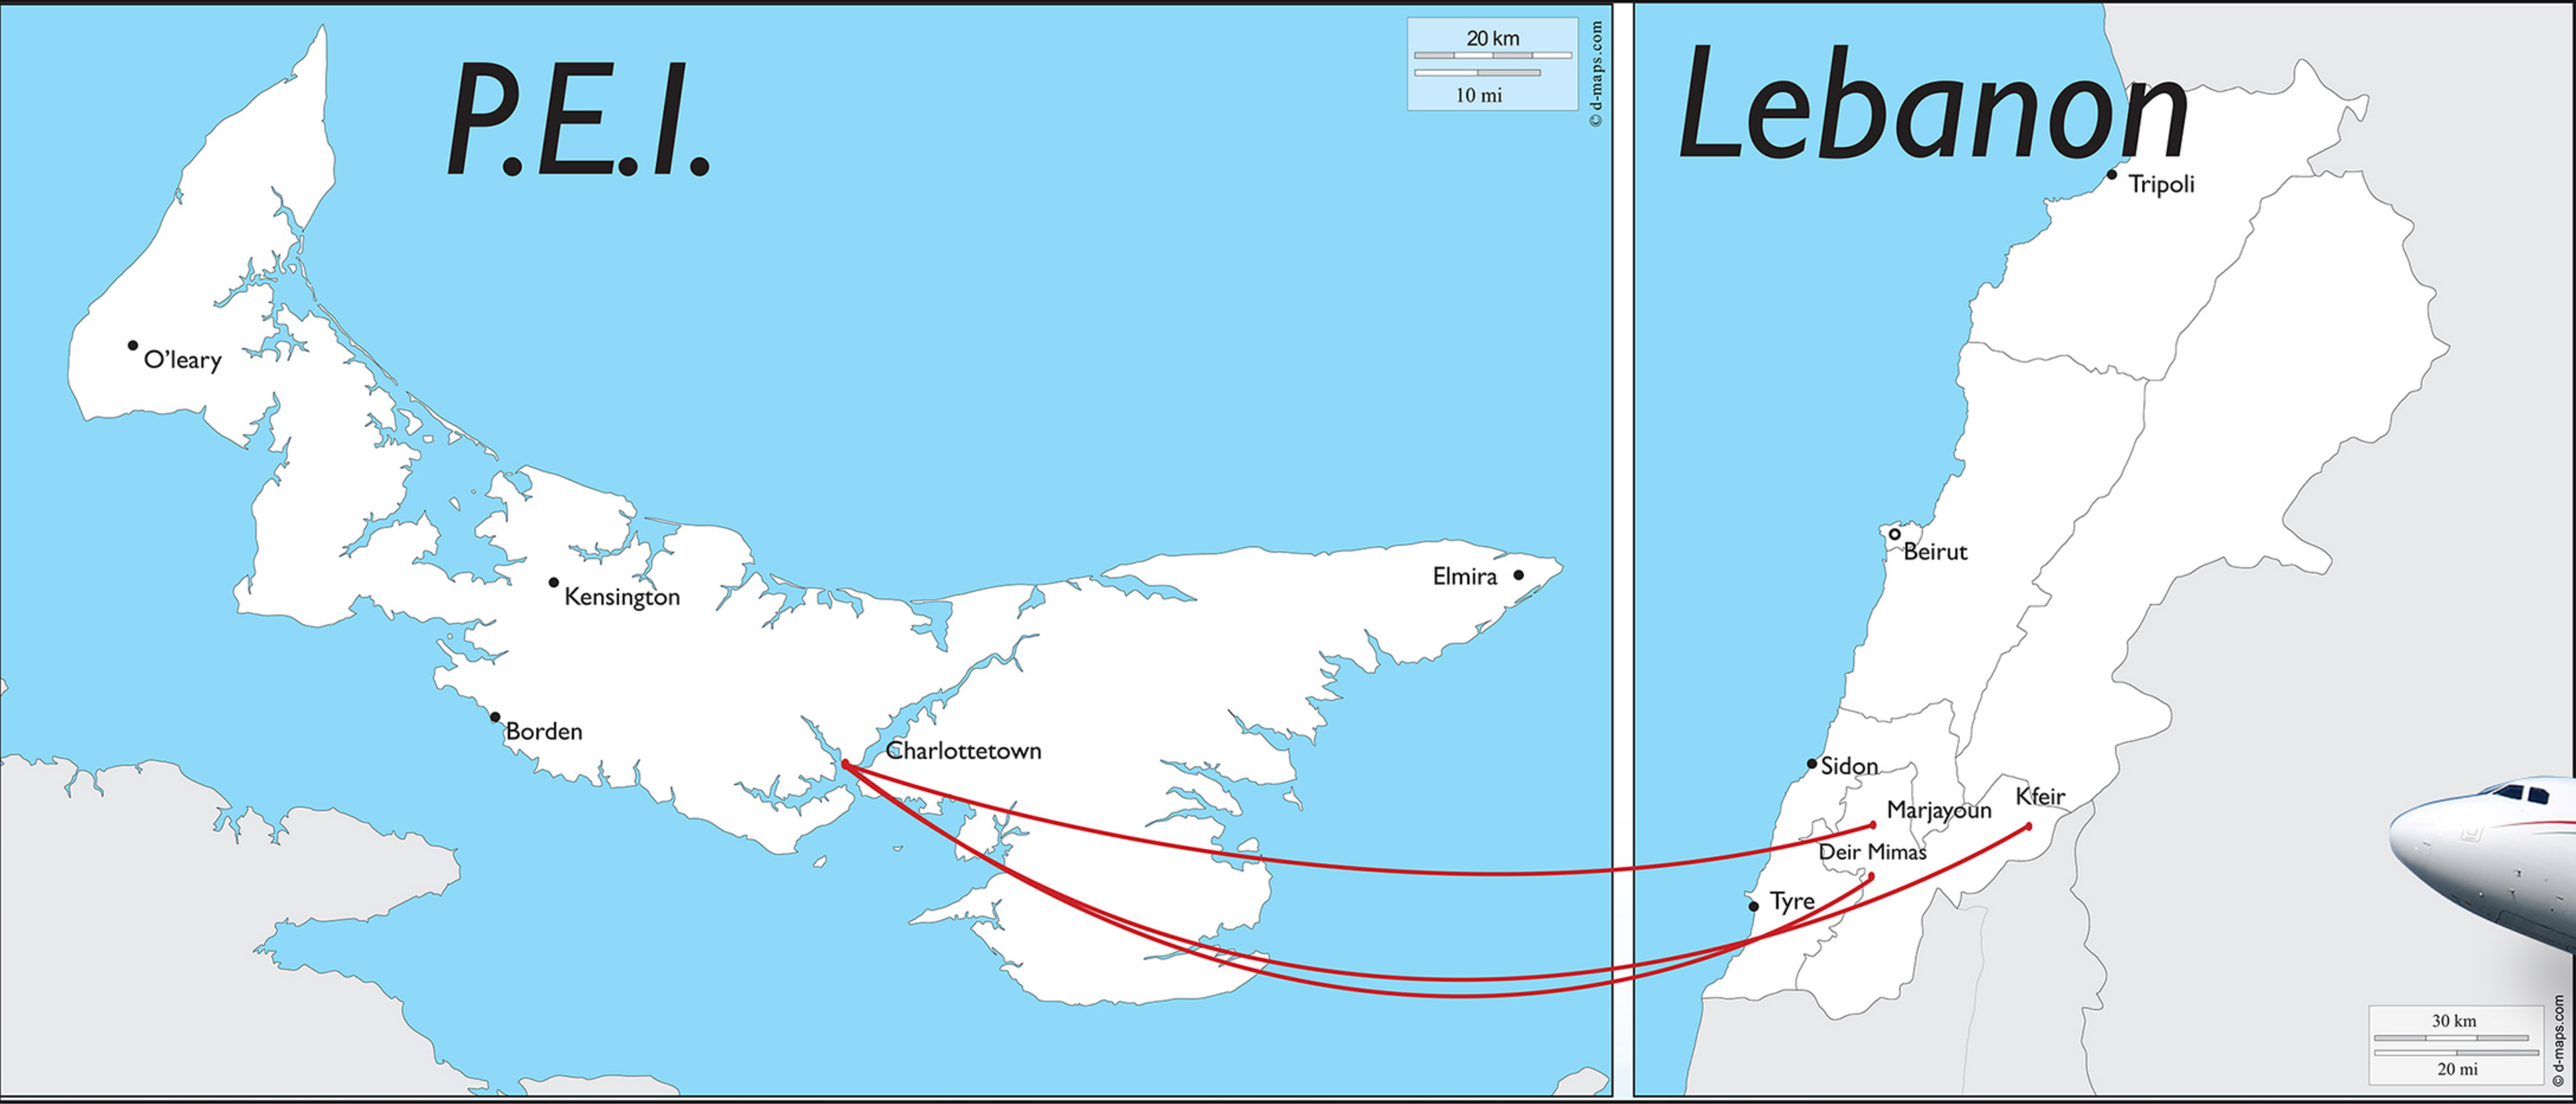 P.E.I.
20 km
10 mi
© d-maps.com
O'leary
Kensington
Elmira
Borden
Charlottetown
Lebanon
Tripoli
Beirut
Sidon
Marjayoun
Kfeir
Deir Mimas
Tyre
30 km
20 mi
© d-maps.com